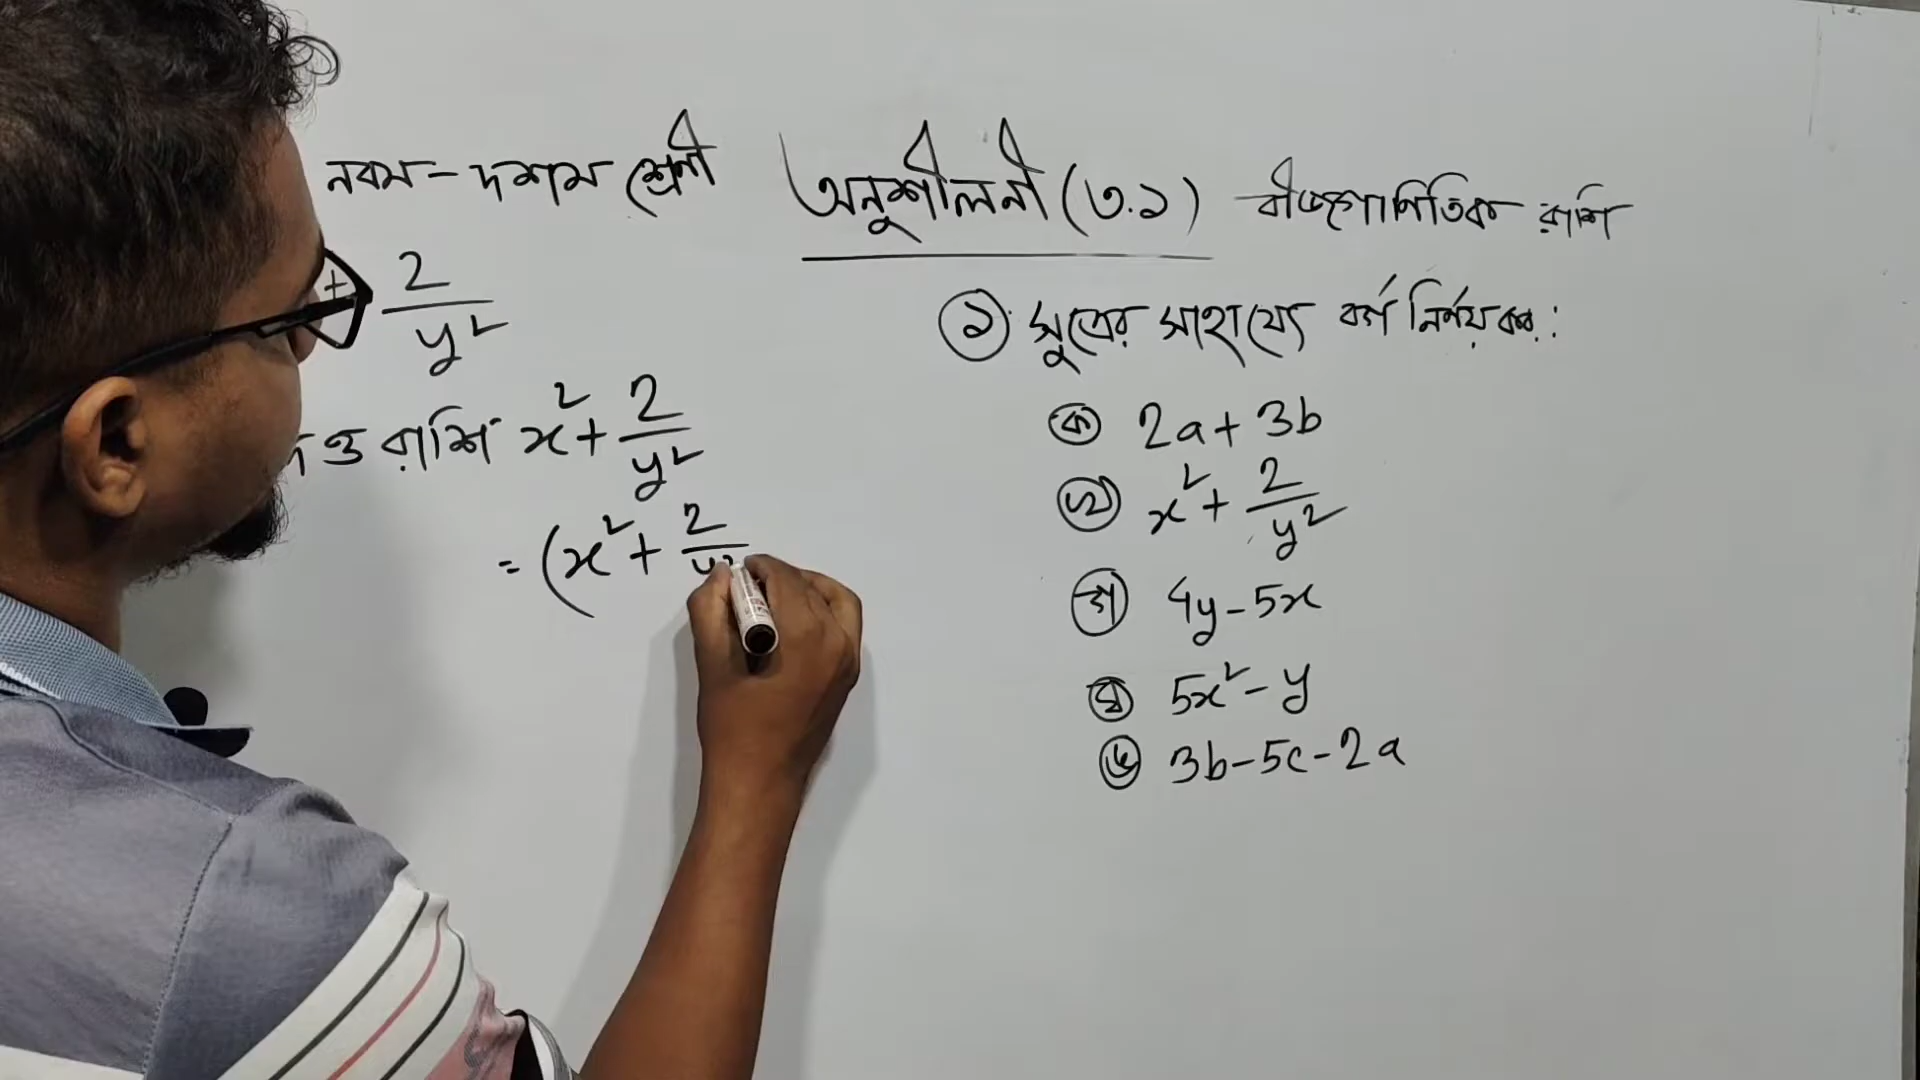 নবম-দশম শ্রেণী অনুশীলনী (৩.১) বীজগাণিতিক রাশি
+ 2/y²
রাশি x² + 2/y²
= (x² + 2/y²
১ সুত্রের সাহায্যে বর্গ নির্ণয় কর:
ক 2a + 3b
খ x² + 2/y²
গ 4y - 5x
ঘ 5x² - y
ঙ 3b - 5c - 2a